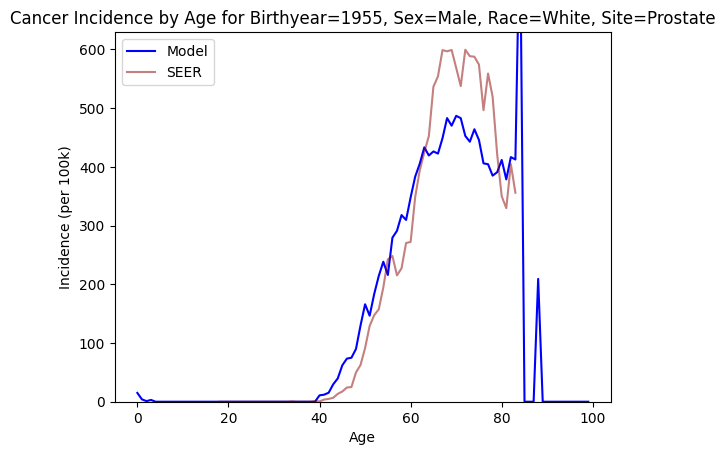 Cancer Incidence by Age for Birthyear=1955, Sex=Male, Race=White, Site=Prostate
Model
SEER
Incidence (per 100k)
600
500
400
300
200
100
0
0 20 40 60 80 100
Age